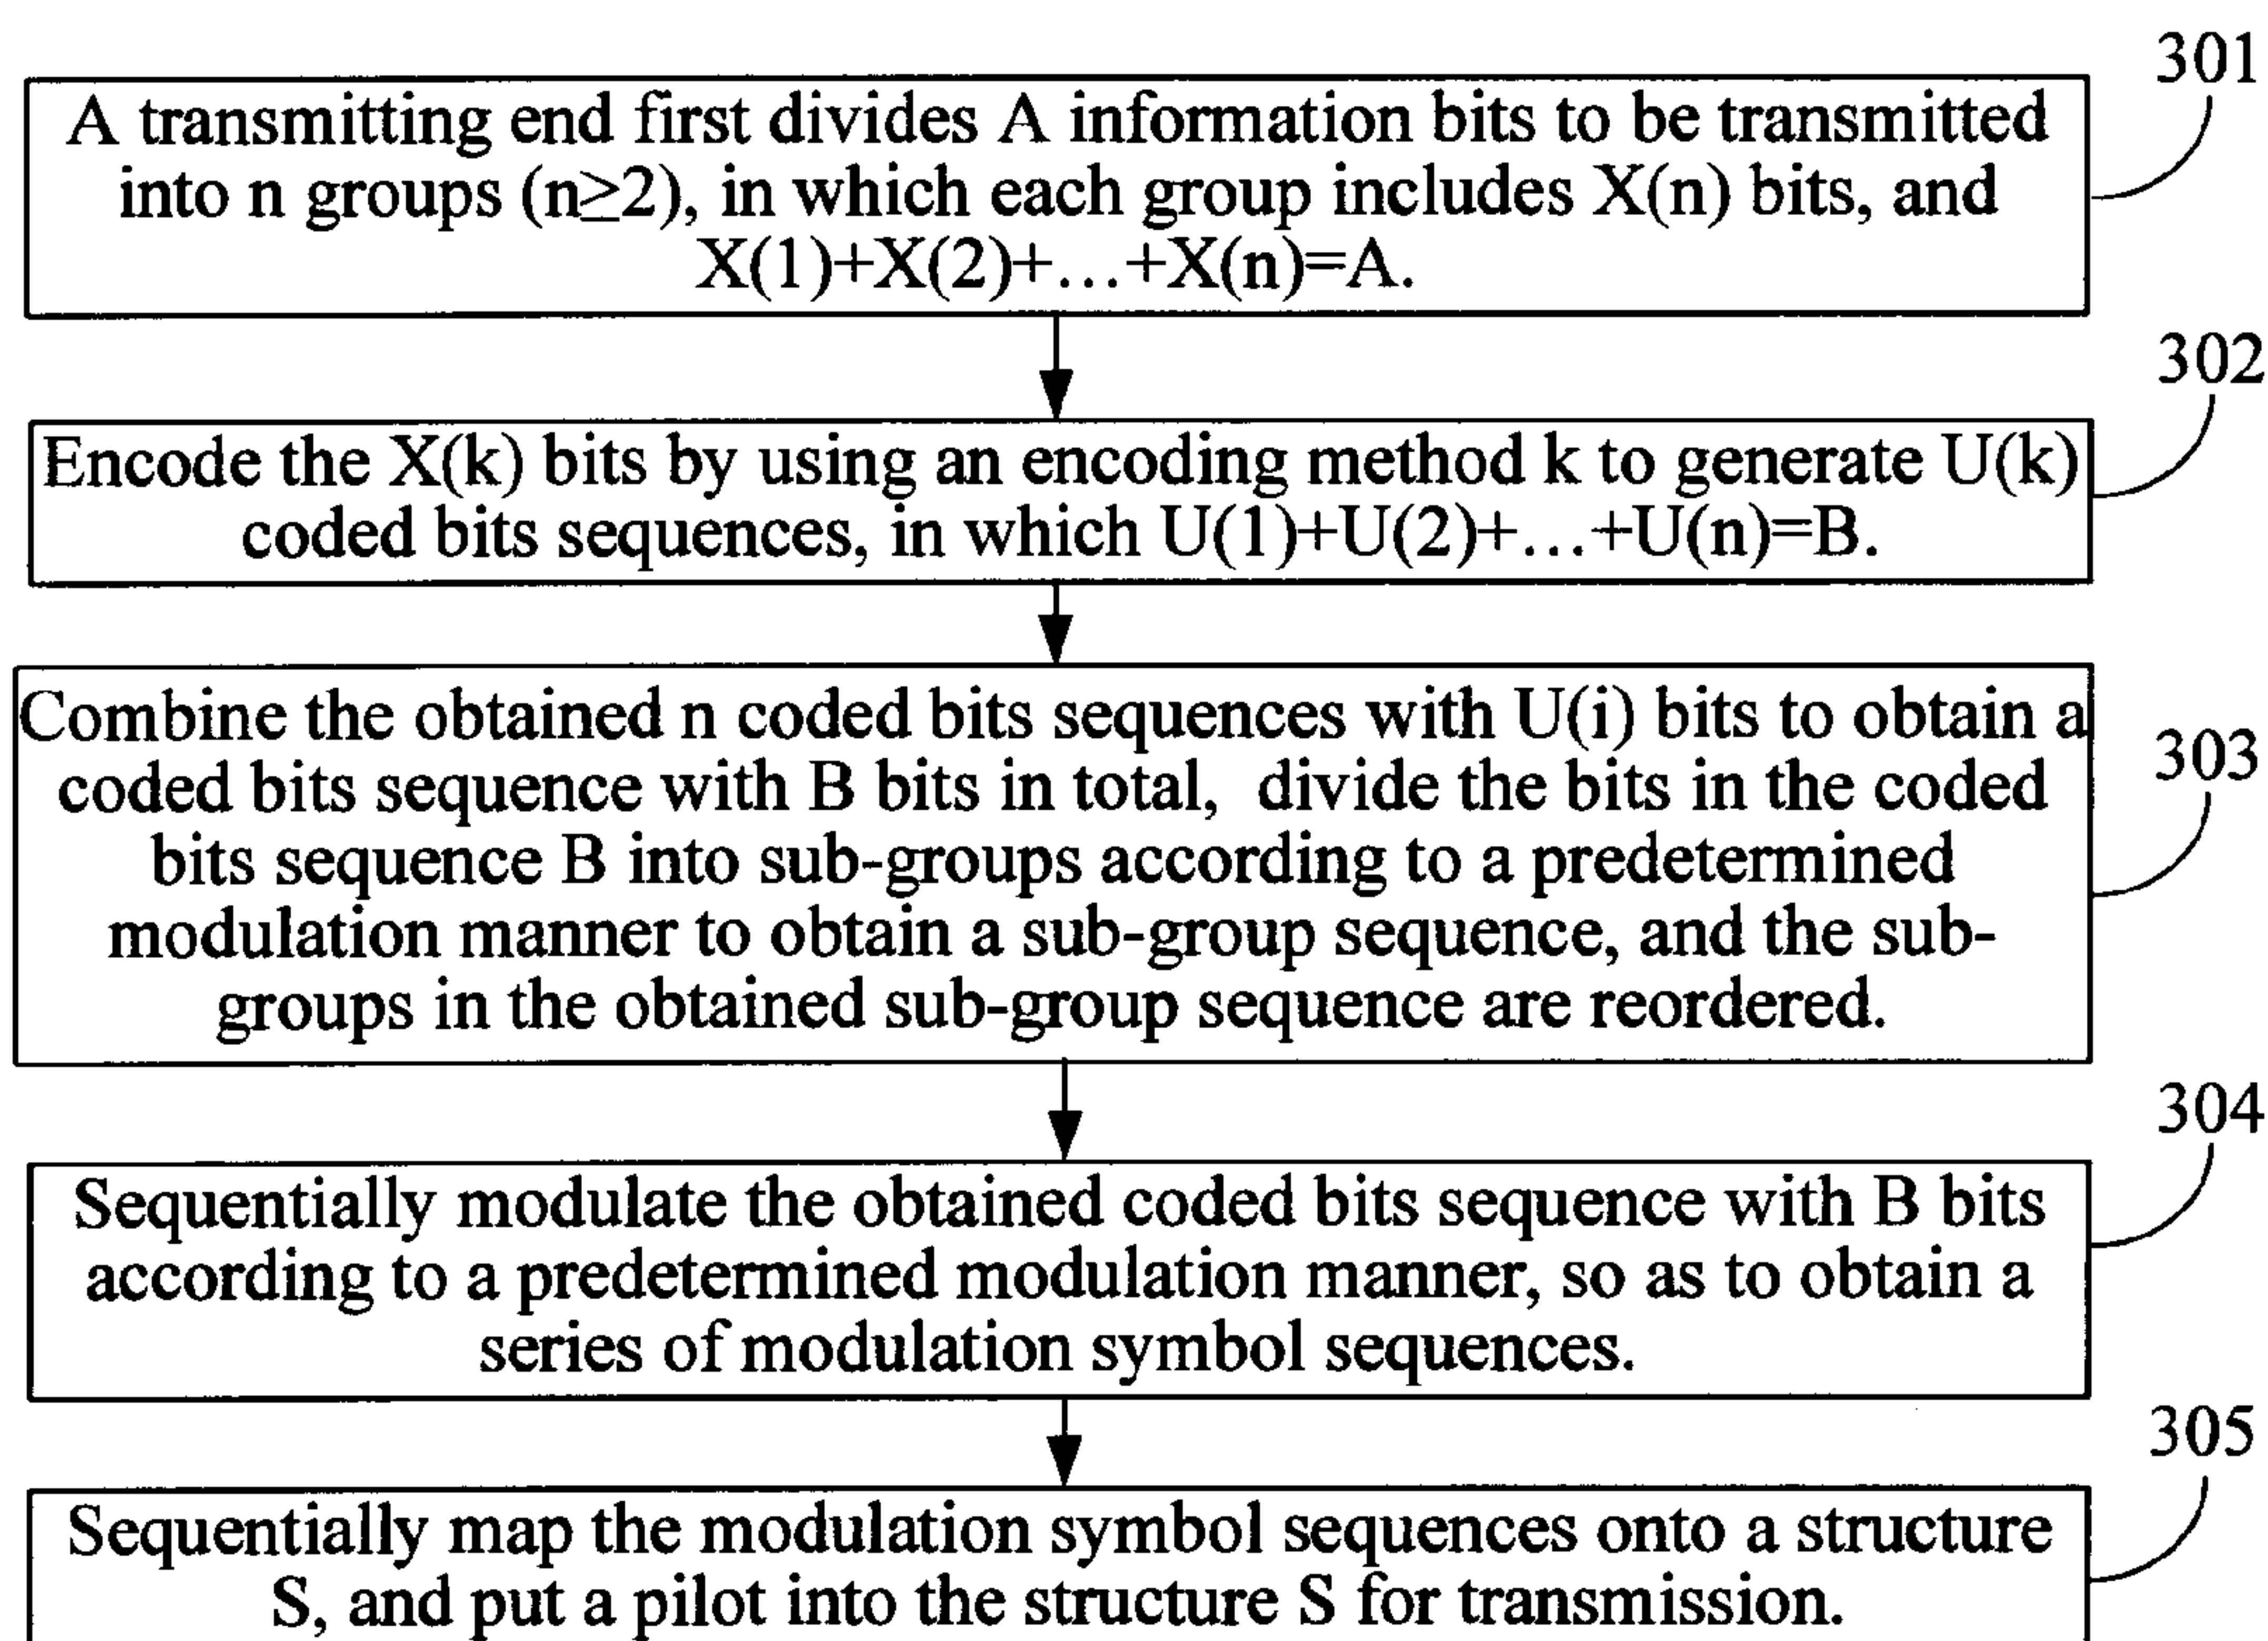 301
A transmitting end first divides A information bits to be transmitted
into n groups (n≥2), in which each group includes X(n) bits, and
X(1)+X(2)+...+X(n)=A.
302
Encode the X(k) bits by using an encoding method k to generate U(k)
coded bits sequences, in which U(1)+U(2)+...+U(n)=B.
Combine the obtained n coded bits sequences with U(i) bits to obtain a
303
coded bits sequence with B bits in total, divide the bits in the coded
bits sequence B into sub-groups according to a predetermined
modulation manner to obtain a sub-group sequence, and the sub-
groups in the obtained sub-group sequence are reordered.
304
Sequentially modulate the obtained coded bits sequence with B bits
according to a predetermined modulation manner, so as to obtain a
series of modulation symbol sequences.
305
Sequentially map the modulation symbol sequences onto a structure
S, and put a pilot into the structure S for transmission.